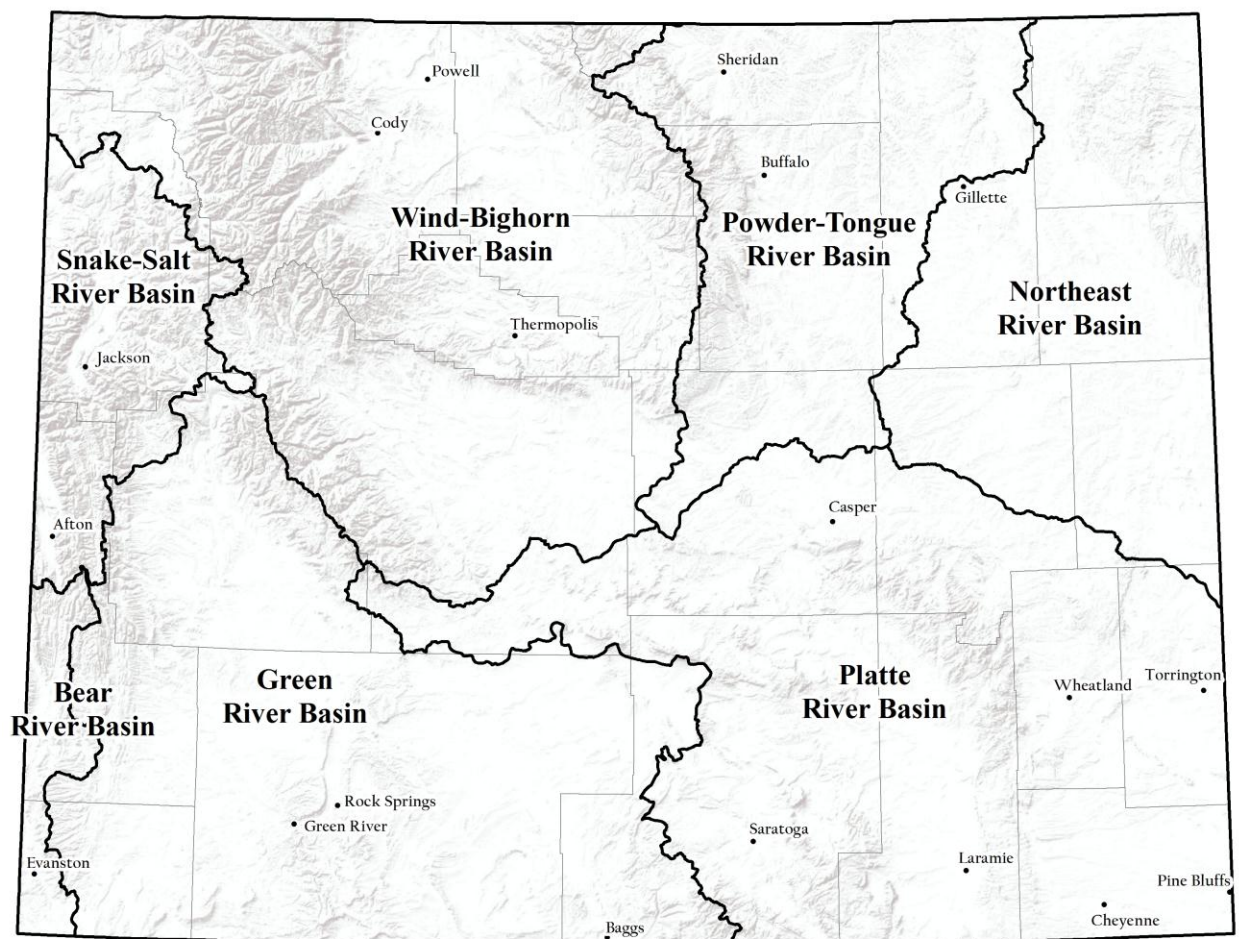 Sheridan
Powell
Cody
Buffalo
Gillette
Wind-Bighorn
River Basin
Powder-Tongue
River Basin
Snake-Salt
River Basin
Northeast
River Basin
Thermopolis
Jackson
Casper
Afton
Green
River Basin
Platte
River Basin
Bear
River Basin
Wheatland
Torrington
Rock Springs
Green River
Saratoga
Evanston
Laramie
Pine Bluffs
Cheyenne
Baggs